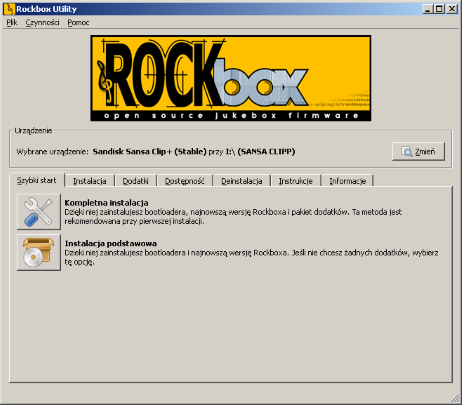 Rockbox Utility
Plik Czynności Pomoc
ROCKbox
open source jukebox firmware
Urządzenie
Wybrane urządzenie: Sandisk Sansa Clip+ (Stable) przy I:\ (SANSA CLIPP)
Zmień
Szybki start Instalacja Dodatki Dostępność Deinstalacja Instrukcje Informacje
Kompletna instalacja
Dzięki niej zainstalujesz bootloadera, najnowszą wersję Rockboxa i pakiet dodatków. Ta metoda jest
rekomendowana przy pierwszej instalacji.
Instalacja podstawowa
Dzieki niej zainstalujesz bootloadera i najnowszą wersję Rockboxa. Jeśli nie chcesz żadnych dodatków, wybierz
tę opcję.